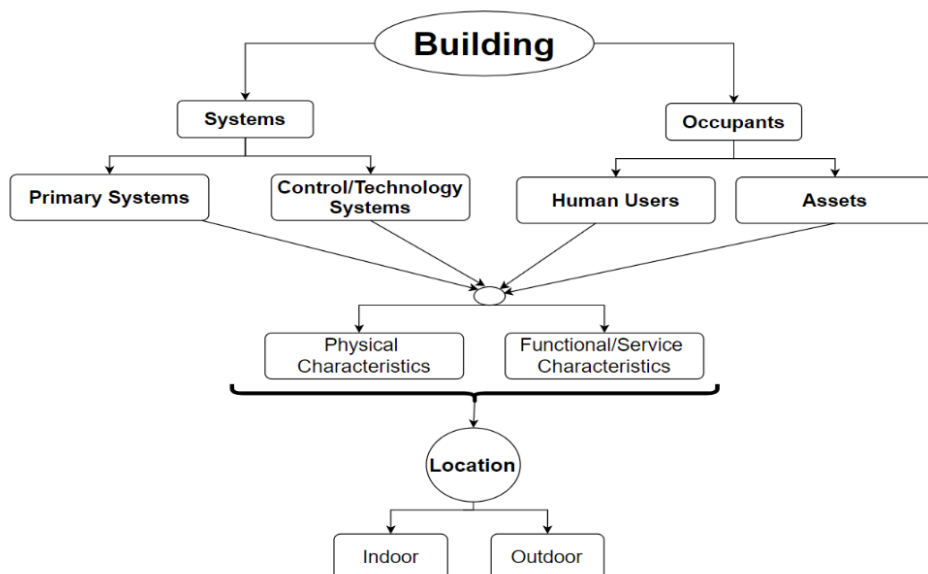 Building
Systems
Occupants
Primary Systems
Control/Technology
Systems
Human Users
Assets
Physical
Characteristics
Functional/Service
Characteristics
Location
Indoor
Outdoor